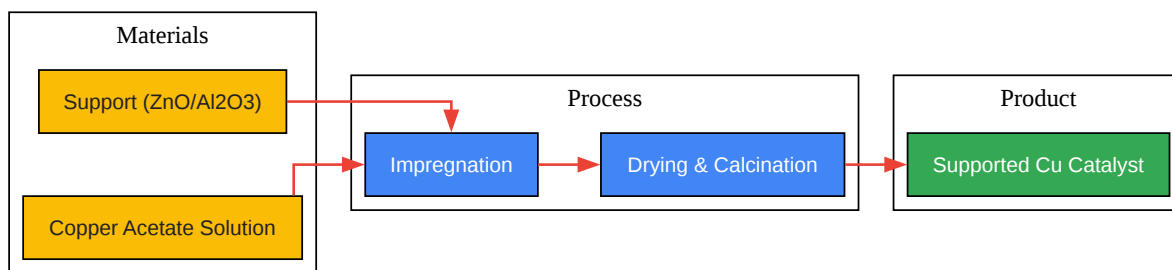 Materials
Support (ZnO/Al2O3)
Copper Acetate Solution
Process
Impregnation
Drying & Calcination
Product
Supported Cu Catalyst